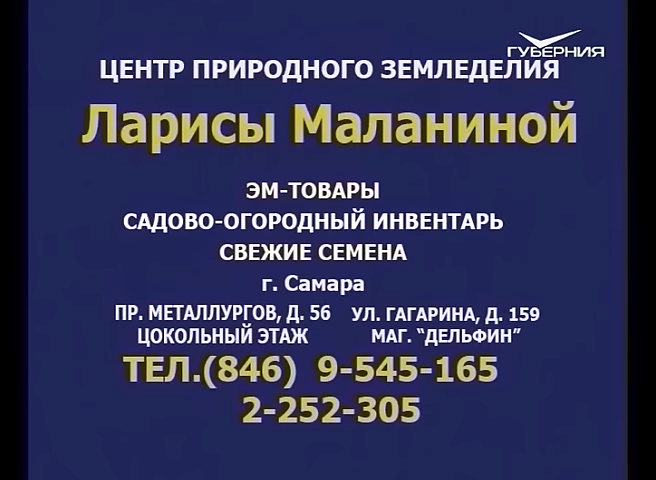 ГУБЕРНИЯ
ЦЕНТР ПРИРОДНОГО ЗЕМЛЕДЕЛИЯ
Ларисы Маланиной
ЭМ-ТОВАРЫ
САДОВО-ОГОРОДНЫЙ ИНВЕНТАРЬ
СВЕЖИЕ СЕМЕНА
г. Самара
ПР. МЕТАЛЛУРГОВ, Д. 56 УЛ. ГАГАРИНА, Д. 159
ЦОКОЛЬНЫЙ ЭТАЖ МАГ. “ДЕЛЬФИН”
ТЕЛ.(846) 9-545-165
2-252-305